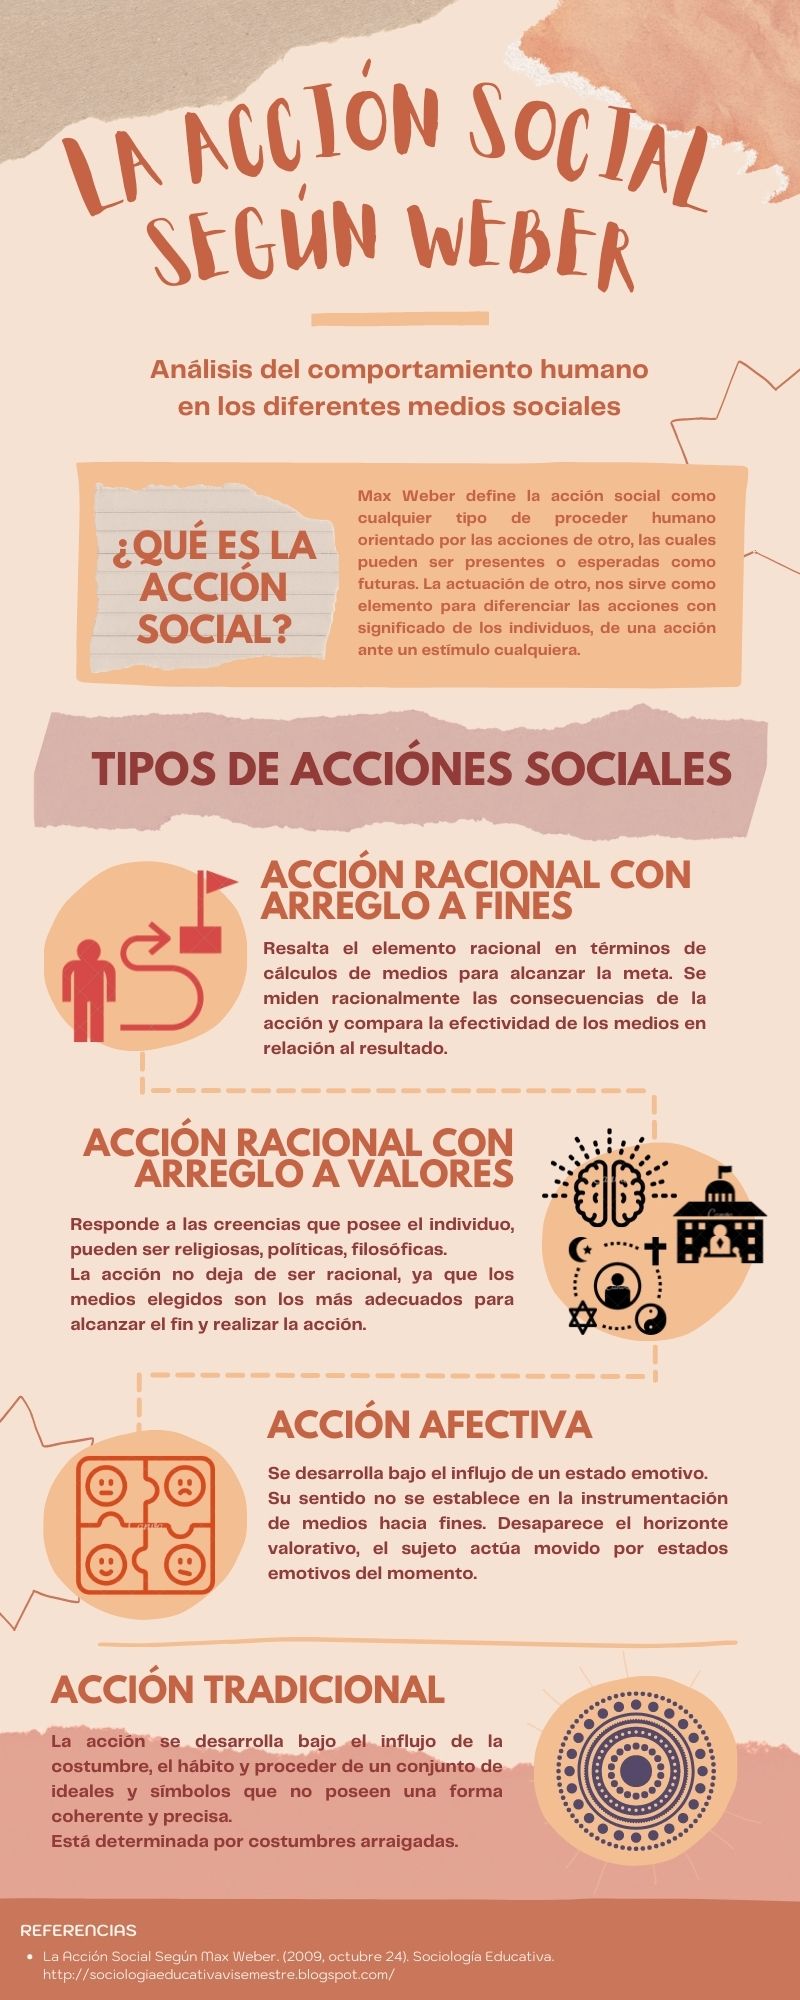 LA ACCIÓN SOCIAL
SEGÚN WEBER
Análisis del comportamiento humano
en los diferentes medios sociales
¿QUÉ ES LA
ACCIÓN
SOCIAL?
Max Weber define la acción social como
cualquier tipo de proceder humano
orientado por las acciones de otro, las cuales
pueden ser presentes o esperadas como
futuras. La actuación de otro, nos sirve como
elemento para diferenciar las acciones con
significado de los individuos, de una acción
ante un estímulo cualquiera.
TIPOS DE ACCIÓNES SOCIALES
ACCIÓN RACIONAL CON
ARREGLO A FINES
Resalta el elemento racional en términos de
cálculos de medios para alcanzar la meta. Se
miden racionalmente las consecuencias de la
acción y compara la efectividad de los medios en
relación al resultado.
ACCIÓN RACIONAL CON
ARREGLO A VALORES
Responde a las creencias que posee el individuo,
pueden ser religiosas, políticas, filosóficas.
La acción no deja de ser racional, ya que los
medios elegidos son los más adecuados para
alcanzar el fin y realizar la acción.
ACCIÓN AFECTIVA
Se desarrolla bajo el influjo de un estado emotivo.
Su sentido no se establece en la instrumentación
de medios hacia fines. Desaparece el horizonte
valorativo, el sujeto actúa movido por estados
emotivos del momento.
ACCIÓN TRADICIONAL
La acción se desarrolla bajo el influjo de la
costumbre, el hábito y proceder de un conjunto de
ideales y símbolos que no poseen una forma
coherente y precisa.
Está determinada por costumbres arraigadas.
REFERENCIAS
• La Acción Social Según Max Weber. (2009, octubre 24). Sociología Educativa.
http://sociologiaeducativavisemestre.blogspot.com/